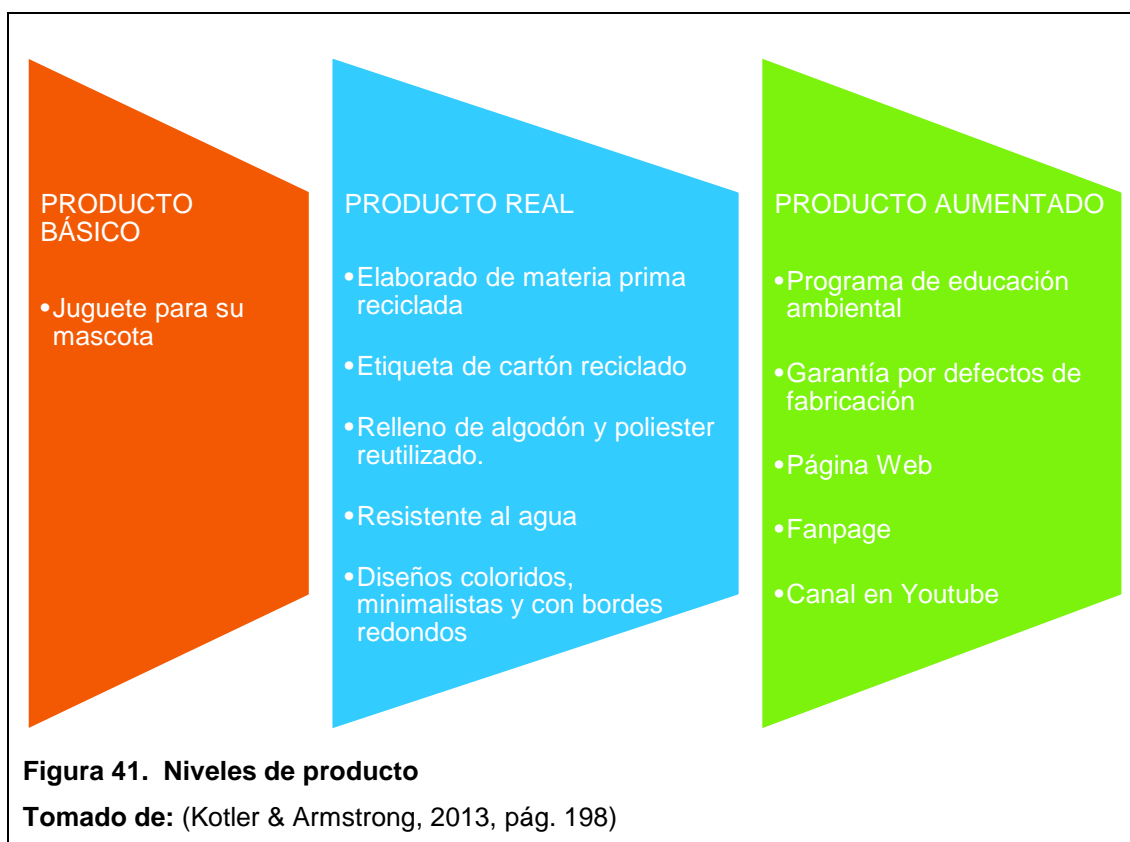 PRODUCTO
BÁSICO
•Juguete para su
mascota
PRODUCTO REAL
•Elaborado de materia prima
reciclada
•Etiqueta de cartón reciclado
•Relleno de algodón y poliester
reutilizado.
•Resistente al agua
•Diseños coloridos,
minimalistas y con bordes
redondos
PRODUCTO AUMENTADO
•Programa de educación
ambiental
•Garantía por defectos de
fabricación
•Página Web
•Fanpage
•Canal en Youtube
Figura 41. Niveles de producto
Tomado de: (Kotler & Armstrong, 2013, pág. 198)